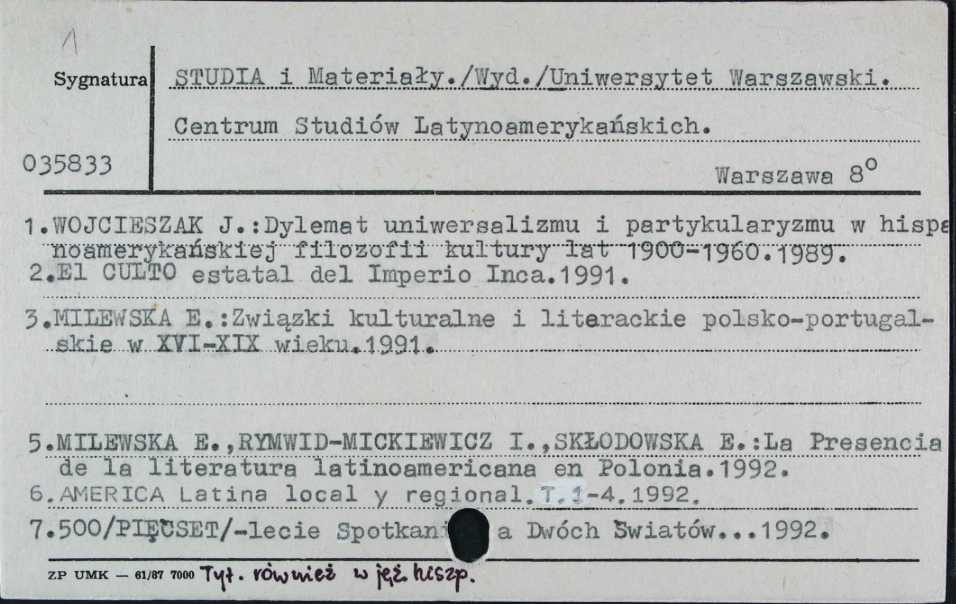 1
Sygnatura
STUDIA i Materiały./Wyd./Uniwersytet Warszawski.
Centrum Studiów Latynoamerykańskich.
035833
Warszawa 8°
1.WOJCIESZAK J.:Dylemat uniwersalizmu i partykularyzmu w hispa
noamerykańskiej filozofii kultury lat 1900-1960.1989.
2.El CULTO estatal del Imperio Inca.1991.
3.MILEWSKA E.:Związki kulturalne i literackie polsko-portugal-
skie w XVI-XIX wieku.1991.
5.MILEWSKA E.,RYMWID-MICKIEWICZ I.,SKŁODOWSKA E.:La Presencia
de la literatura latinoamericana en Polonia.1992.
6.AMERICA Latina local y regional.T.1-4.1992.
7.500/PIĘĆSET/-lecie Spotkani a Dwóch Światów...1992.
ZP UMK — 61/87 7000 Tyt. również w jęz. hiszp.